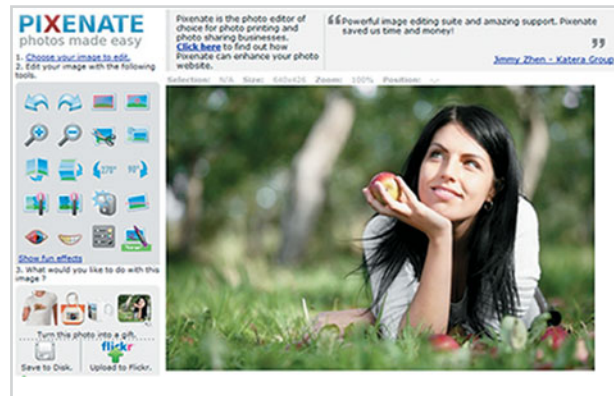 PIXENATE
photos made easy
1. Choose your image to edit.
2. Edit your image with the following
tools.
270°
90°
Show fun effects
3. What would you like to do with this
image ?
Turn this photo into a gift.
flickr
Save to Disk.
Upload to Flickr.
Pixenate is the photo editor of
choice for photo printing and
photo sharing businesses.
Click here to find out how
Pixenate can enhance your photo
website.
❝Powerful image editing suite and amazing support. Pixenate
saved us time and money!
❞
Jimmy Zhen - Katera Group
Selection: N/A Size: 640x426 Zoom: 100% Position: -,-